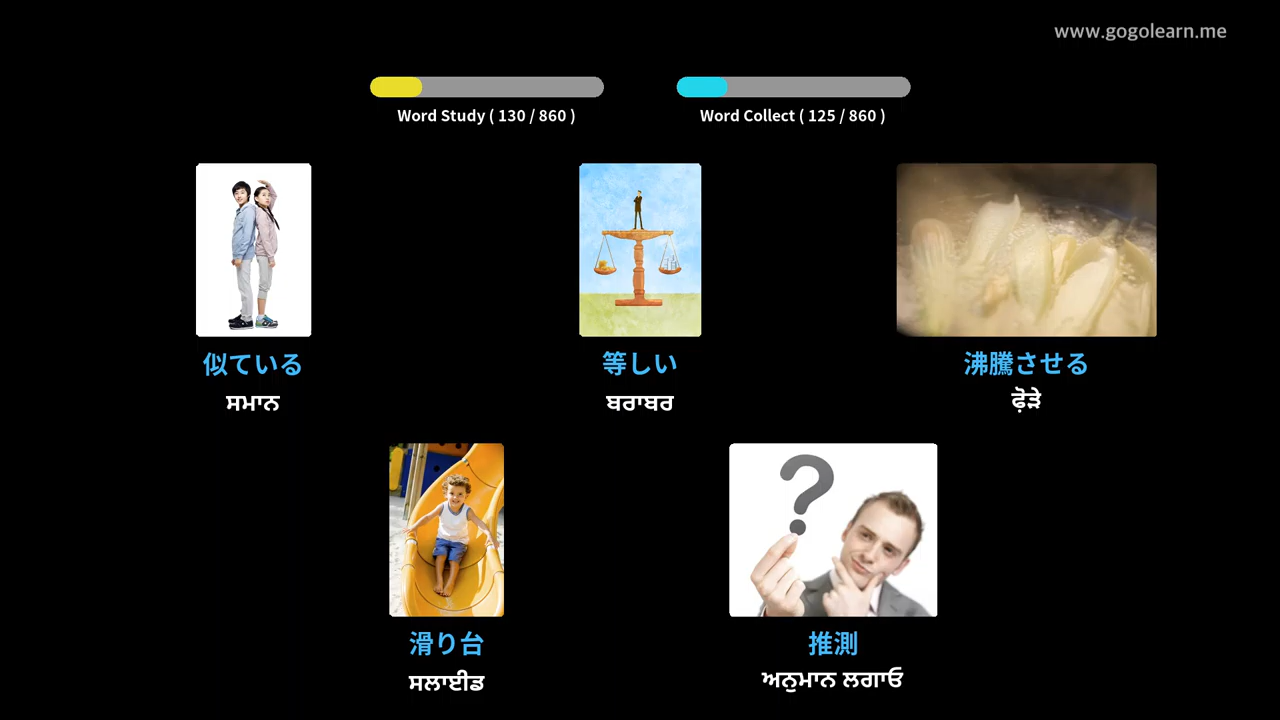 www.gogolearn.me
Word Study ( 130 / 860 )
Word Collect ( 125 / 860 )
似ている
等しい
沸騰させる
ਸਮਾਨ
ਬਰਾਬਰ
ਫ਼ੋੜੇ
滑り台
推測
ਸਲਾਈਡ
ਅਨੁਮਾਨ ਲਗਾਓ